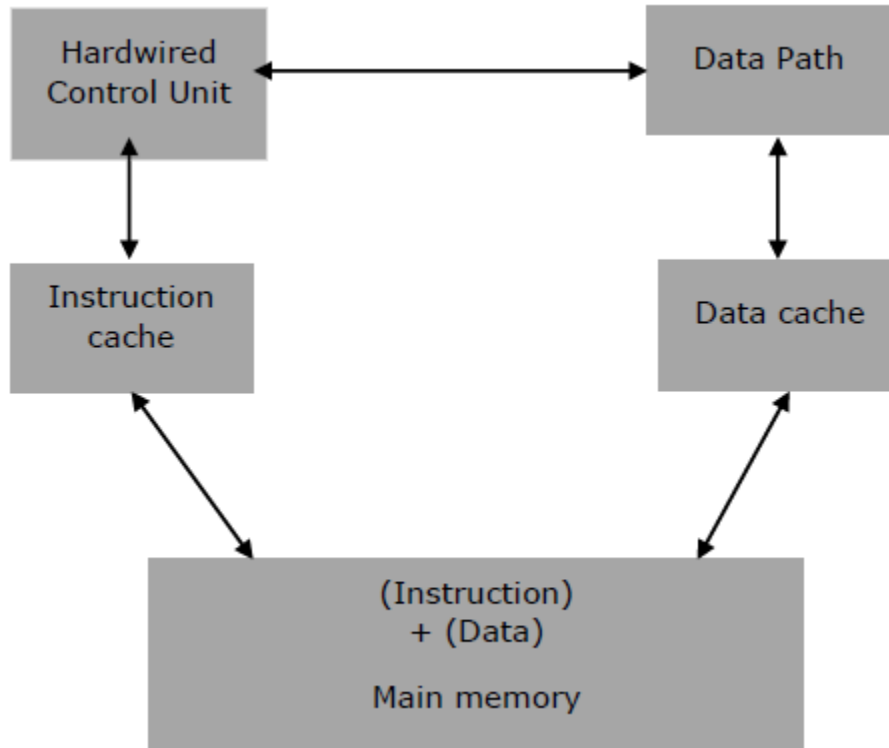 Hardwired
Control Unit
Data Path
Instruction
cache
Data cache
(Instruction)
+ (Data)
Main memory